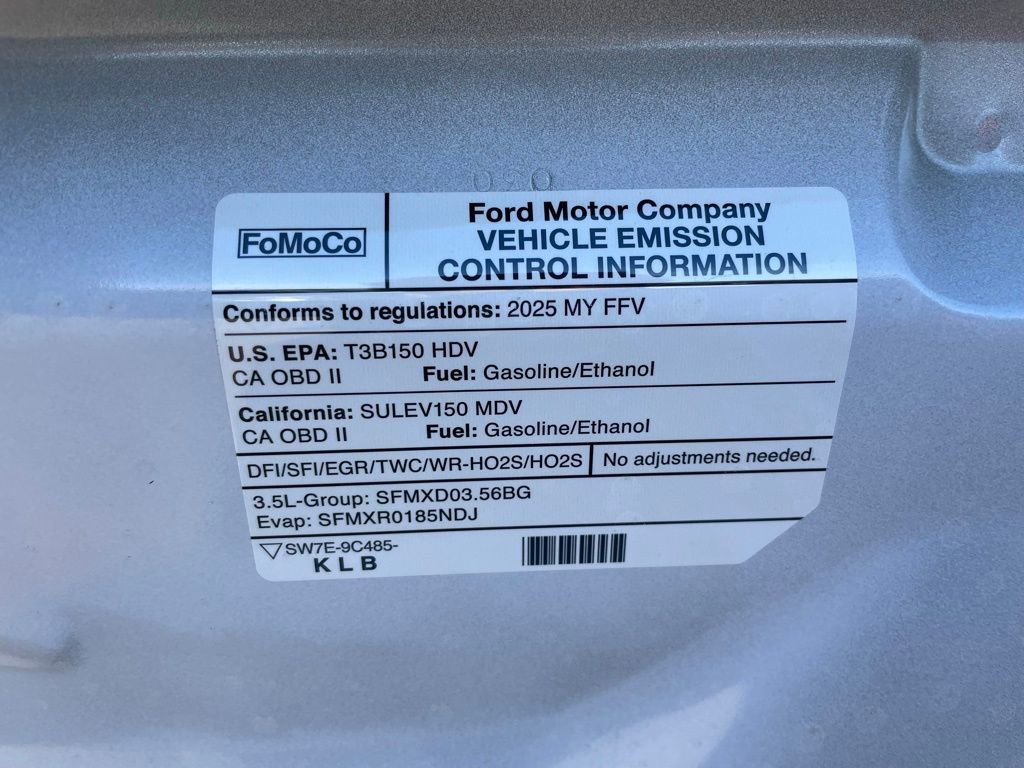 FoMoCo
Ford Motor Company
VEHICLE EMISSION
CONTROL INFORMATION
Conforms to regulations: 2025 MY FFV
U.S. EPA: T3B150 HDV
CA OBD II Fuel: Gasoline/Ethanol
California: SULEV150 MDV
CA OBD II Fuel: Gasoline/Ethanol
DFI/SFI/EGR/TWC/WR-HO2S/HO2S No adjustments needed.
3.5L-Group: SFMXD03.56BG
Evap: SFMXR0185NDJ
SW7E-9C485-
K L B